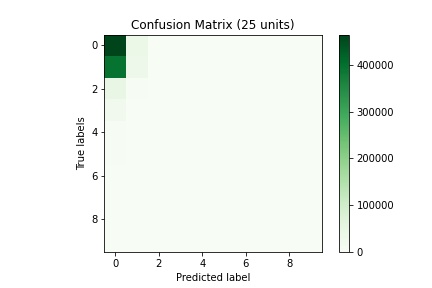 Confusion Matrix (25 units)
0
2
4
6
8
True labels
0 2 4 6 8
Predicted label
400000
300000
200000
100000
0